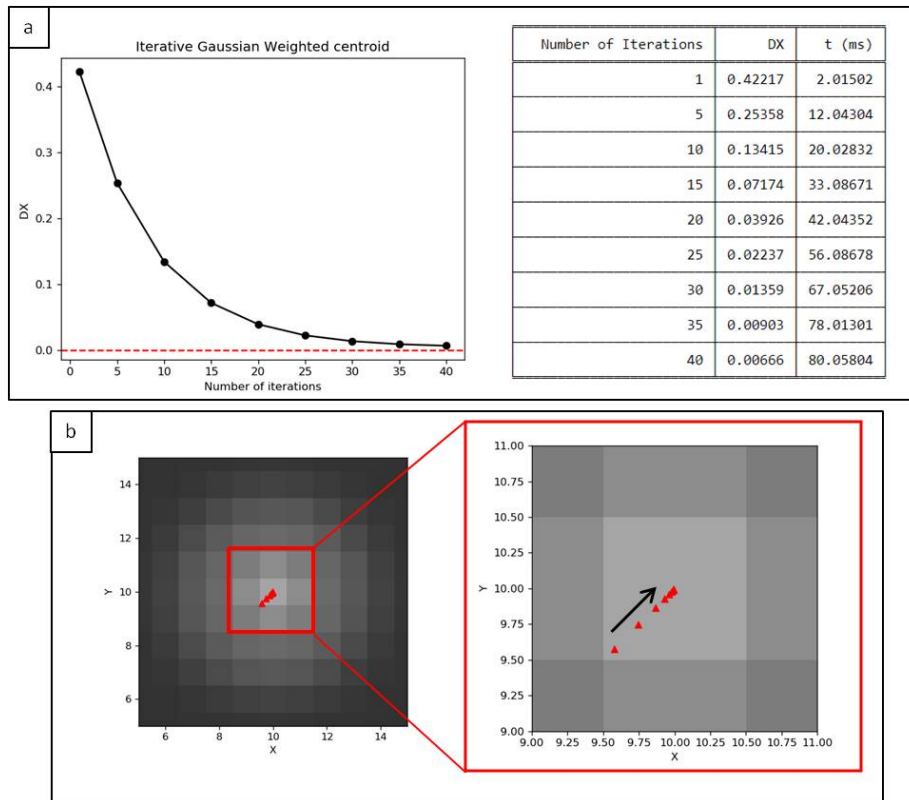 a
Iterative Gaussian Weighted centroid
0.4
0.3
0.2
0.1
0.0
DX
0 5 10 15 20 25 30 35 40
Number of iterations
Number of Iterations DX t (ms)
1 0.42217 2.01502
5 0.25358 12.04304
10 0.13415 20.02832
15 0.07174 33.08671
20 0.03926 42.04352
25 0.02237 56.08678
30 0.01359 67.05206
35 0.00903 78.01301
40 0.00666 80.05804
b
14
12
10
8
6
Y
6 8 10 12 14
X
11.00
10.75
10.50
10.25
10.00
9.75
9.50
9.25
9.00
Y
9.00 9.25 9.50 9.75 10.00 10.25 10.50 10.75 11.00
X